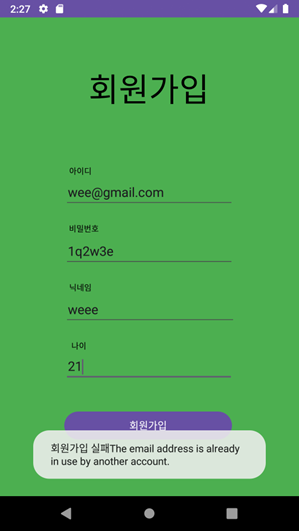 2:27
회원가입
아이디
wee@gmail.com
비밀번호
1q2w3e
닉네임
weee
나이
21
회원가입
회원가입 실패The email address is already
in use by another account.